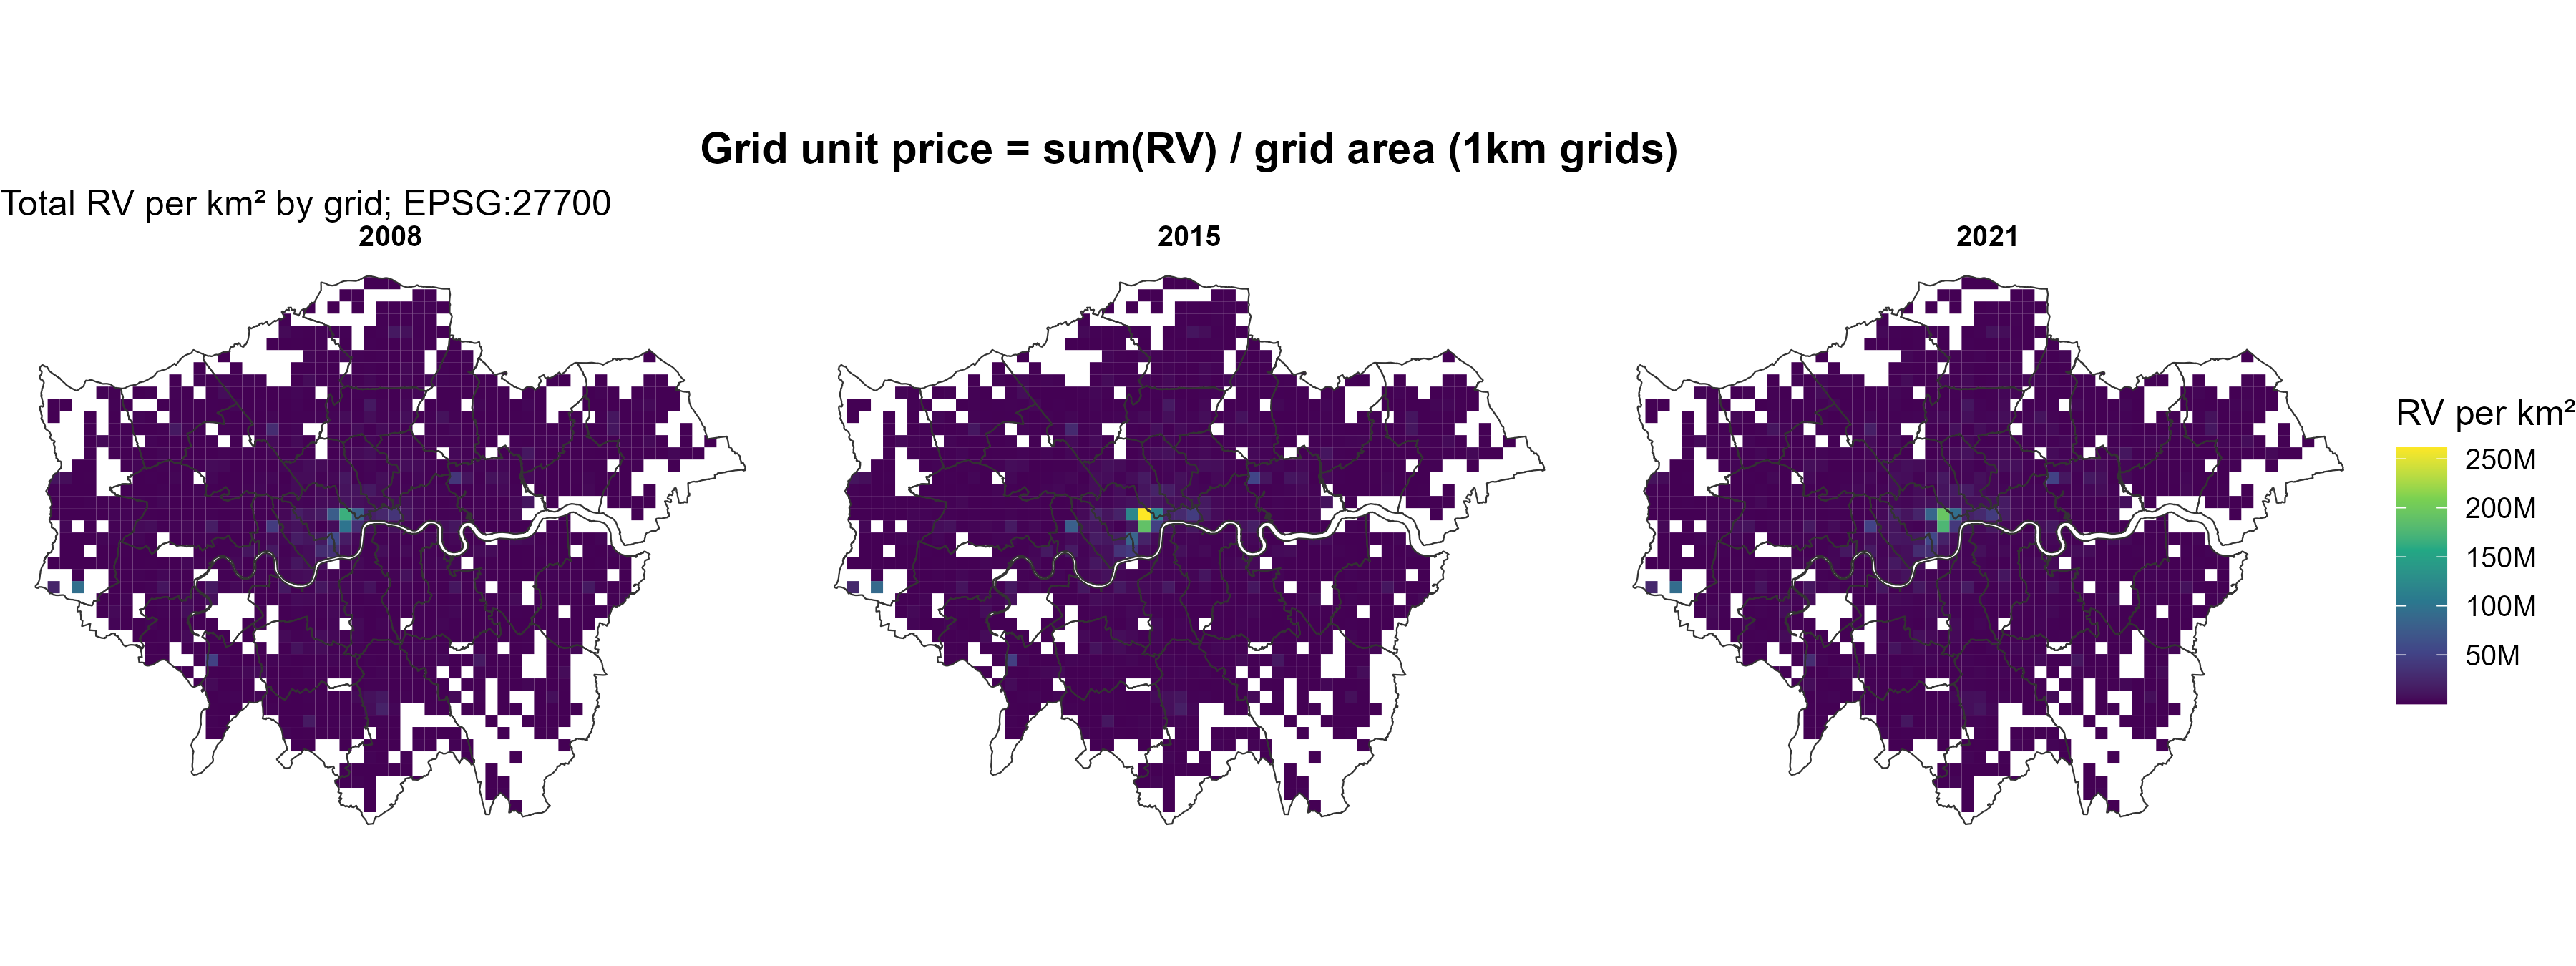 Grid unit price = sum(RV) / grid area (1km grids)
Total RV per km² by grid; EPSG:27700
2008
2015
2021
RV per km²
250M
200M
150M
100M
50M